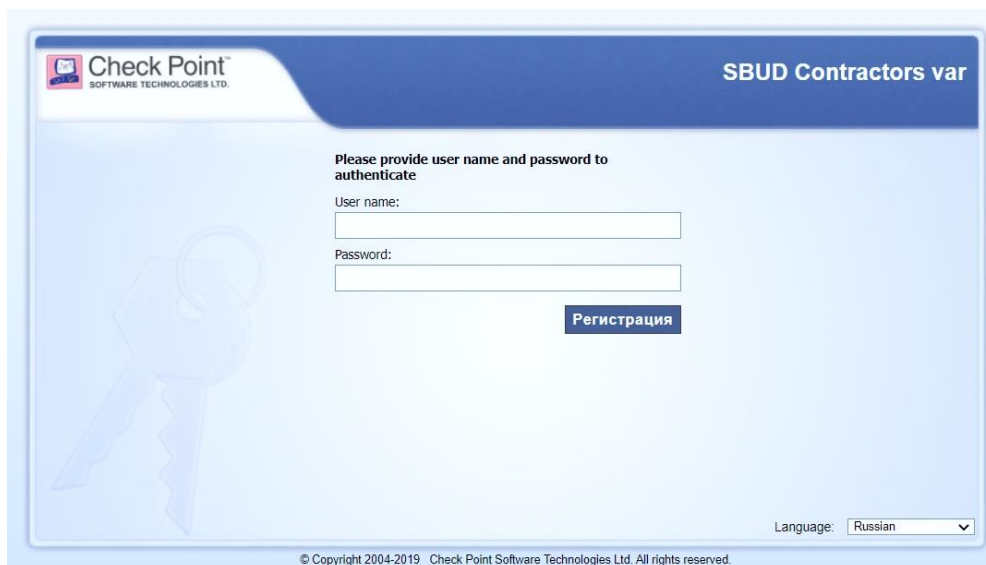 Check Point™
SOFTWARE TECHNOLOGIES LTD.
SBUD Contractors var
Please provide user name and password to
authenticate
User name:
Password:
Регистрация
Language: Russian
© Copyright 2004-2019 Check Point Software Technologies Ltd. All rights reserved.